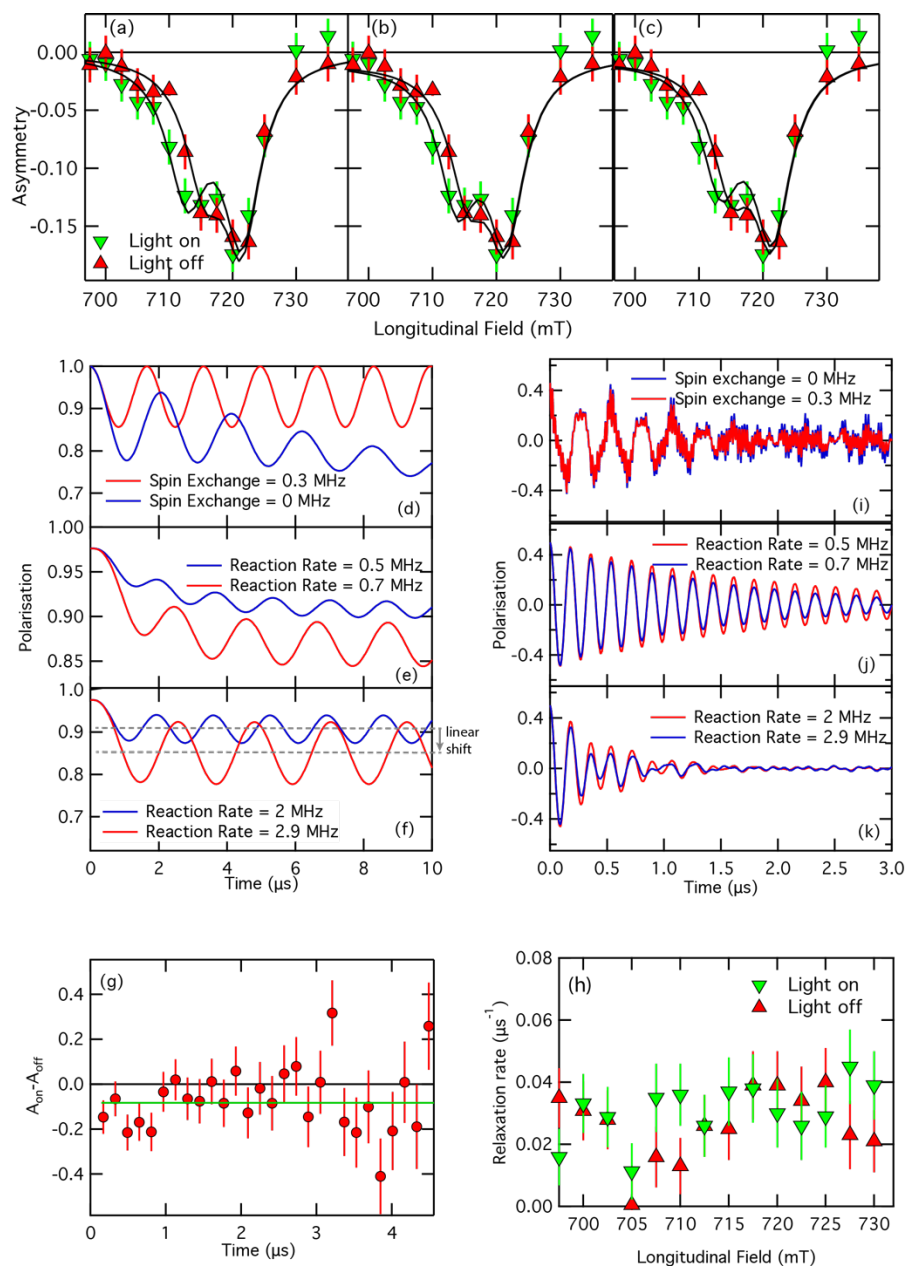 (a) (b) (c)
0.00
-0.05
-0.10
-0.15
Asymmetry
Light on
Light off
700 710 720 730 700 710 720 730 700 710 720 730
Longitudinal Field (mT)
1.0
0.9
0.8
0.7
Spin Exchange = 0.3 MHz
Spin Exchange = 0 MHz
(d)
1.00
0.95
0.90
0.85
Reaction Rate = 0.5 MHz
Reaction Rate = 0.7 MHz
Polarisation
(e)
1.0
0.9
0.8
0.7
linear
shift
Reaction Rate = 2 MHz
Reaction Rate = 2.9 MHz
(f)
0 2 4 6 8 10
Time (µs)
Spin exchange = 0 MHz
Spin exchange = 0.3 MHz
0.4
0.0
-0.4
(i)
Reaction Rate = 0.5 MHz
Reaction Rate = 0.7 MHz
0.4
0.0
-0.4
Polarisation
(j)
Reaction Rate = 2 MHz
Reaction Rate = 2.9 MHz
0.4
0.0
-0.4
(k)
0.0 0.5 1.0 1.5 2.0 2.5 3.0
Time (µs)
(g)
0.4
0.2
0.0
-0.2
-0.4
Aon-Aoff
0 1 2 3 4
Time (µs)
(h)
Light on
Light off
0.08
0.06
0.04
0.02
0.00
Relaxation rate (µs⁻¹)
700 705 710 715 720 725 730
Longitudinal Field (mT)